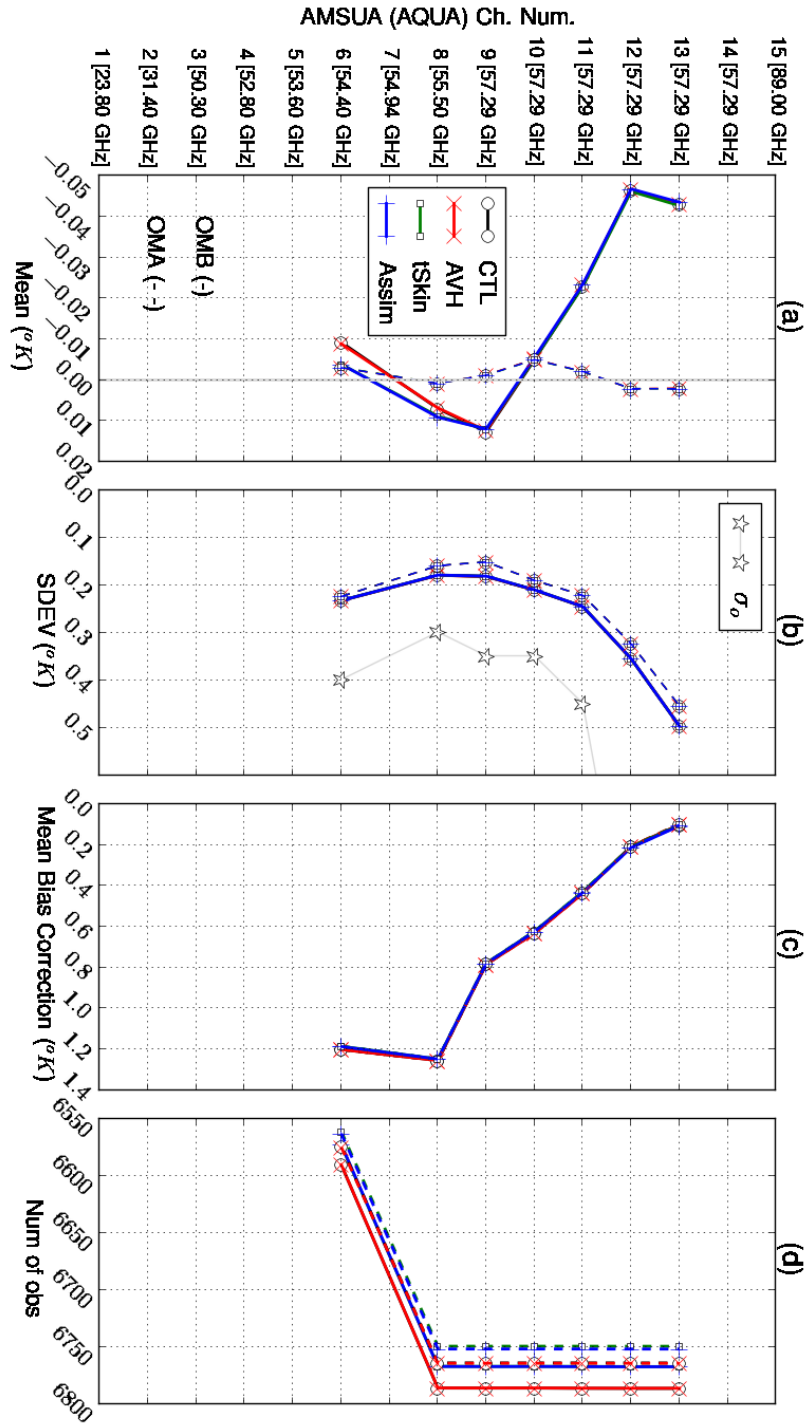 (a)
(b)
(c)
(d)
AMSUA (AQUA) Ch. Num.
15 [89.00 GHz]
14 [57.29 GHz]
13 [57.29 GHz]
12 [57.29 GHz]
11 [57.29 GHz]
10 [57.29 GHz]
9 [57.29 GHz]
8 [55.50 GHz]
7 [54.94 GHz]
6 [54.40 GHz]
5 [53.60 GHz]
4 [52.80 GHz]
3 [50.30 GHz]
2 [31.40 GHz]
1 [23.80 GHz]
CTL
AVH
tSkin
Assim
OMB (-)
OMA (- -)
−0.05 −0.04 −0.03 −0.02 −0.01 0.00 0.01 0.02
Mean (°K)
σo
0.0 0.1 0.2 0.3 0.4 0.5
SDEV (°K)
0.0 0.2 0.4 0.6 0.8 1.0 1.2 1.4
Mean Bias Correction (°K)
6550 6600 6650 6700 6750 6800
Num of obs